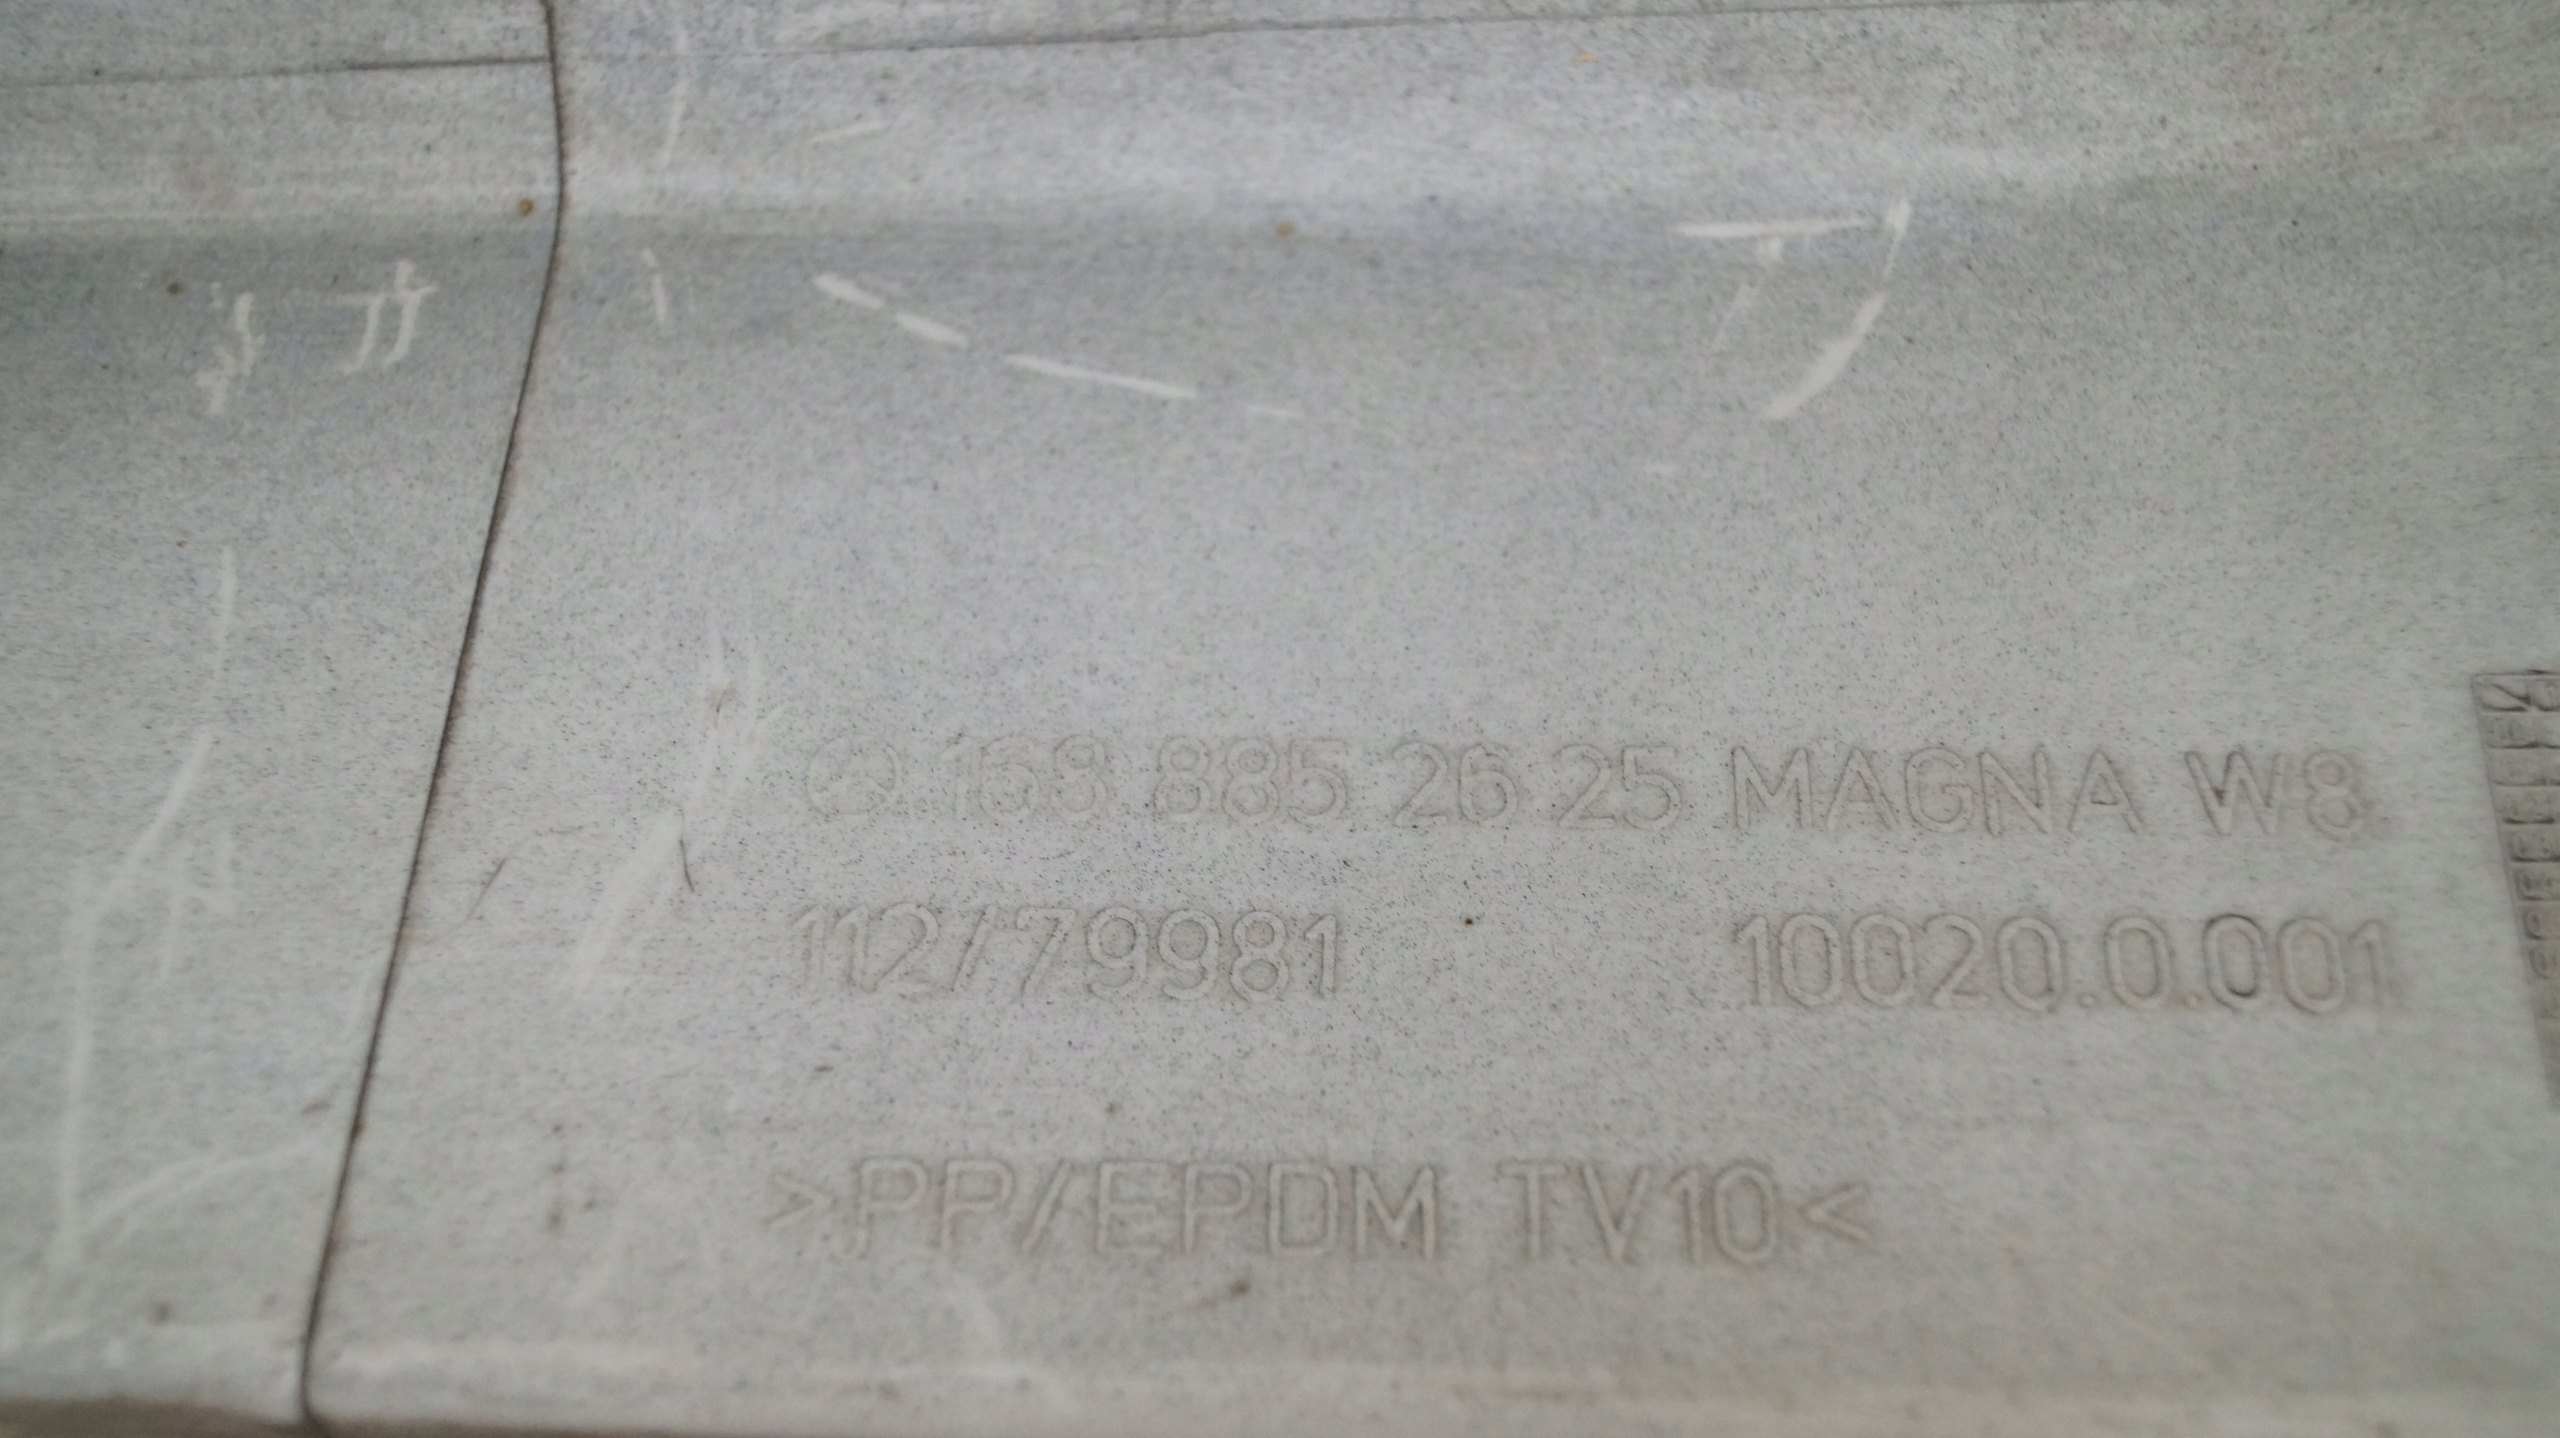 168 885 26 25 MAGNA W8
112/79981 10020.0.001
>PP/EPDM TV10<